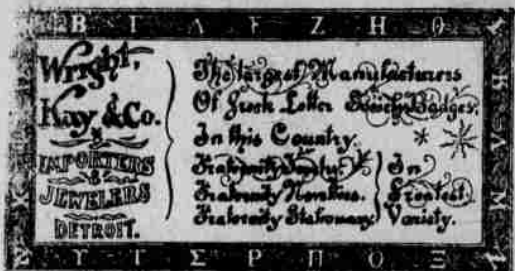 Β Γ Δ Ε Ζ Η Θ Ι
Wright,
Kay & Co.
IMPORTERS
&
JEWELERS
DETROIT.
The largest Manufacturers
Of Greek Letter Society Badges,
In this Country.
Fraternity Jewelry.
Fraternity Novelties.
Fraternity Stationary.
In
Greatest
Variety.
Κ Λ Μ
Υ Τ Σ Ρ Π Ο Ξ